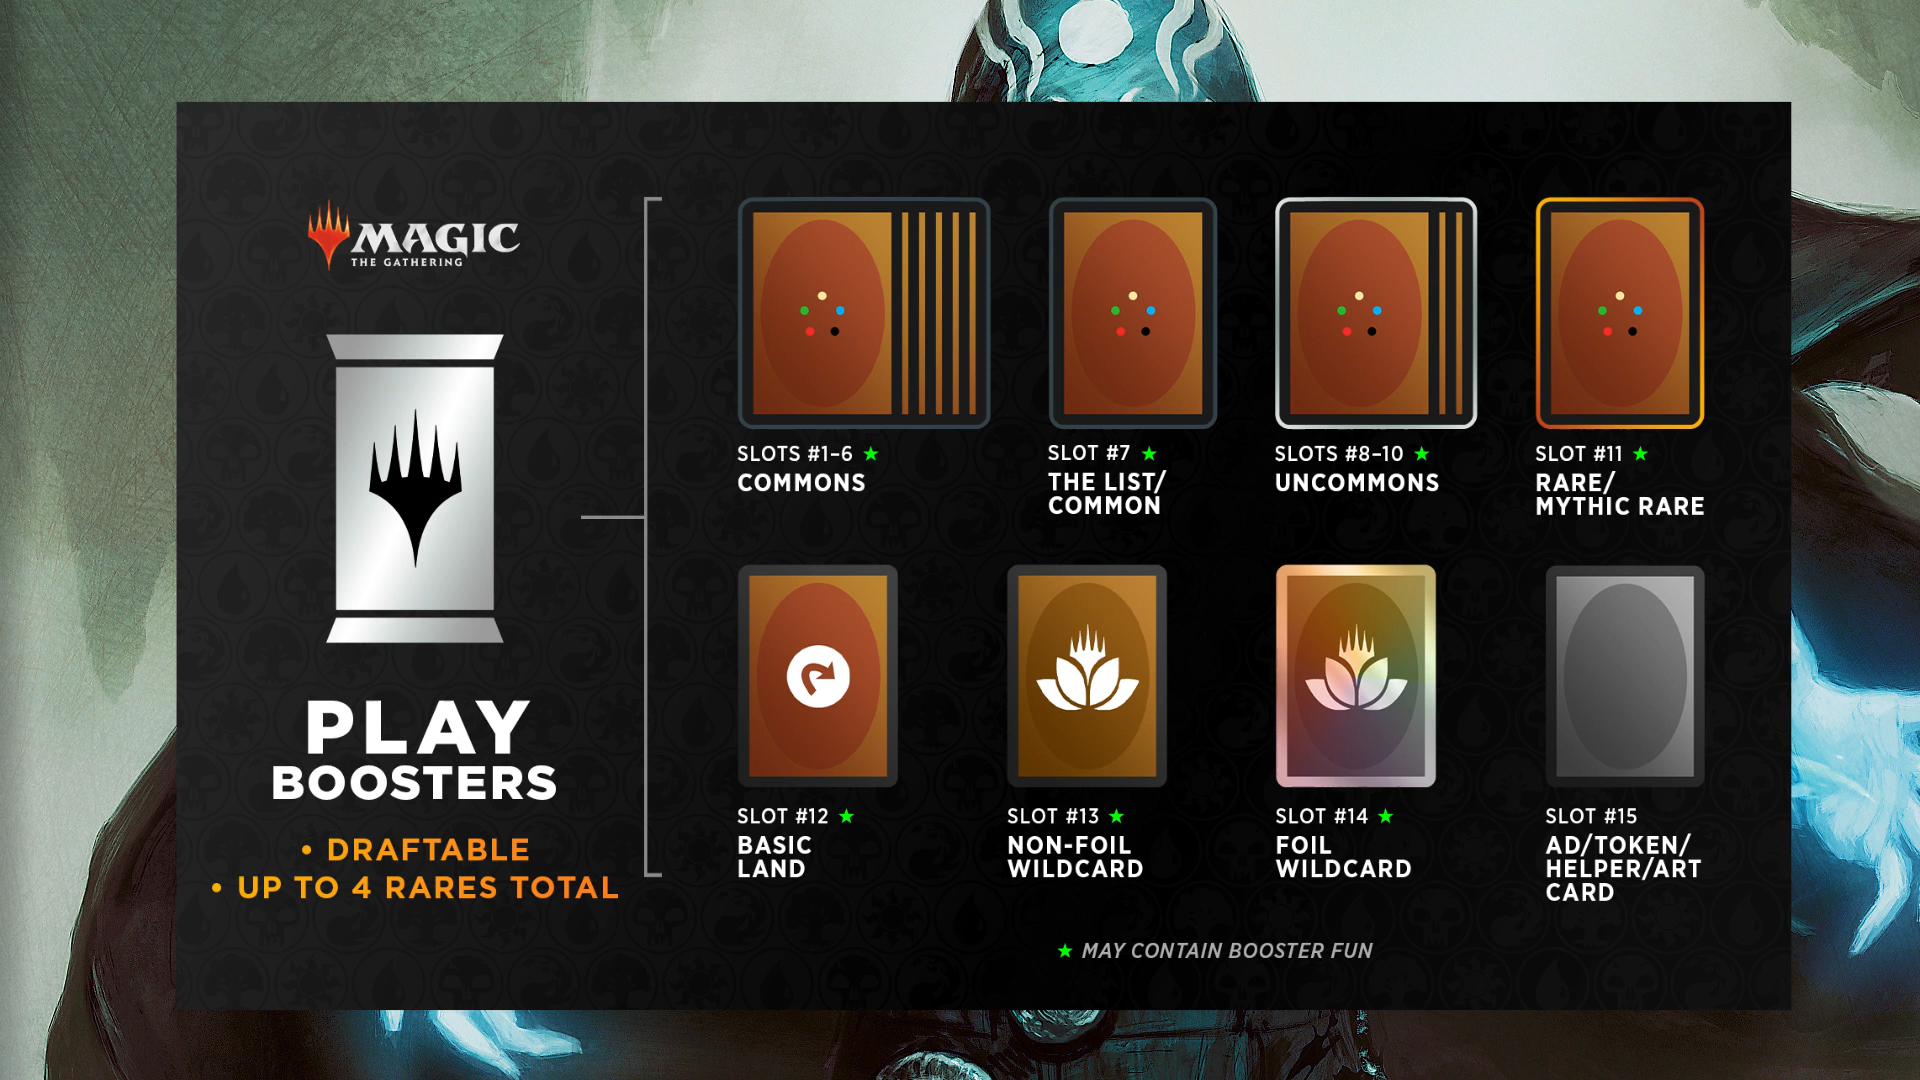 MAGIC
THE GATHERING
PLAY
BOOSTERS
• DRAFTABLE
• UP TO 4 RARES TOTAL
SLOTS #1–6 ★
COMMONS
SLOT #7 ★
THE LIST/
COMMON
SLOTS #8–10 ★
UNCOMMONS
SLOT #11 ★
RARE/
MYTHIC RARE
SLOT #12 ★
BASIC
LAND
SLOT #13 ★
NON-FOIL
WILDCARD
SLOT #14 ★
FOIL
WILDCARD
SLOT #15
AD/TOKEN/
HELPER/ART
CARD
★ MAY CONTAIN BOOSTER FUN